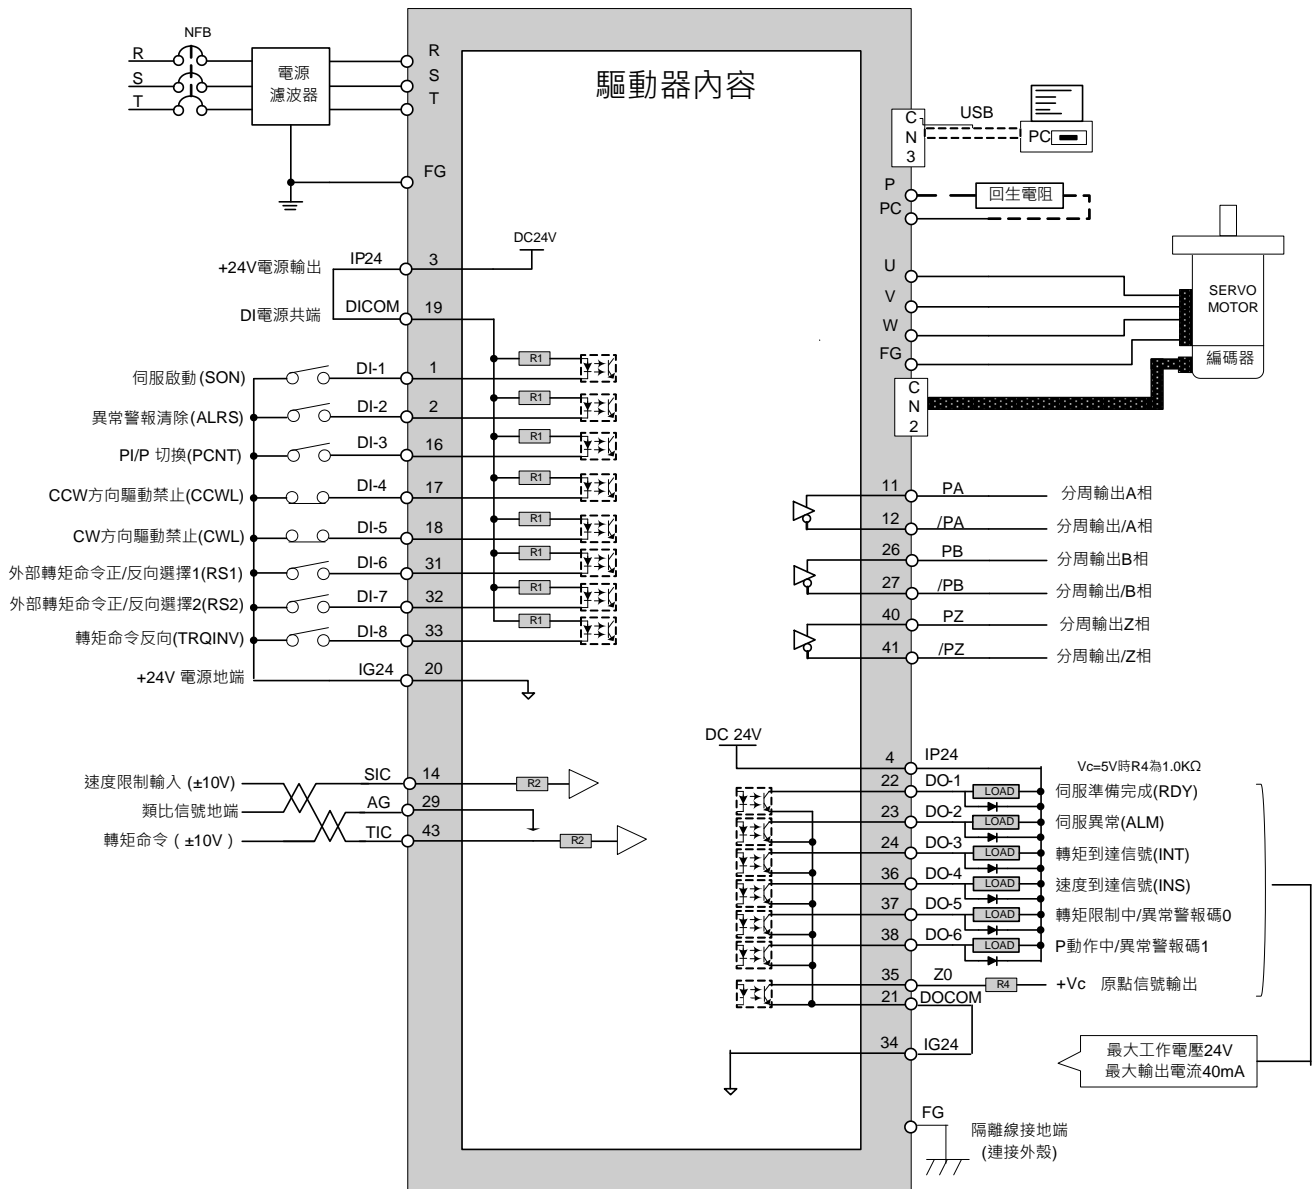 NFB
R
S
T
電源
濾波器
R
S
T
FG
驅動器內容
C
N
3
USB
PC
P
PC
回生電阻
DC24V
+24V電源輸出
IP24
3
DI電源共端
DICOM
19
U
V
W
FG
SERVO
MOTOR
編碼器
C
N
2
R1
伺服啟動(SON)
DI-1
1
R1
異常警報清除(ALRS)
DI-2
2
R1
PI/P 切換(PCNT)
DI-3
16
R1
CCW方向驅動禁止(CCWL)
DI-4
17
R1
CW方向驅動禁止(CWL)
DI-5
18
R1
外部轉矩命令正/反向選擇1(RS1)
DI-6
31
R1
外部轉矩命令正/反向選擇2(RS2)
DI-7
32
R1
轉矩命令反向(TRQINV)
DI-8
33
+24V 電源地端
IG24
20
11
PA
分周輸出A相
12
/PA
分周輸出/A相
26
PB
分周輸出B相
27
/PB
分周輸出/B相
40
PZ
分周輸出Z相
41
/PZ
分周輸出/Z相
速度限制輸入 (±10V)
SIC
14
R2
類比信號地端
AG
29
轉矩命令 ( ±10V )
TIC
43
R2
DC 24V
4
IP24
Vc=5V時R4為1.0KΩ
22
DO-1
LOAD
伺服準備完成(RDY)
23
DO-2
LOAD
伺服異常(ALM)
24
DO-3
LOAD
轉矩到達信號(INT)
36
DO-4
LOAD
速度到達信號(INS)
37
DO-5
LOAD
轉矩限制中/異常警報碼0
38
DO-6
LOAD
P動作中/異常警報碼1
35
Z0
R4
+Vc 原點信號輸出
21
DOCOM
34
IG24
最大工作電壓24V
最大輸出電流40mA
FG
隔離線接地端
(連接外殼)